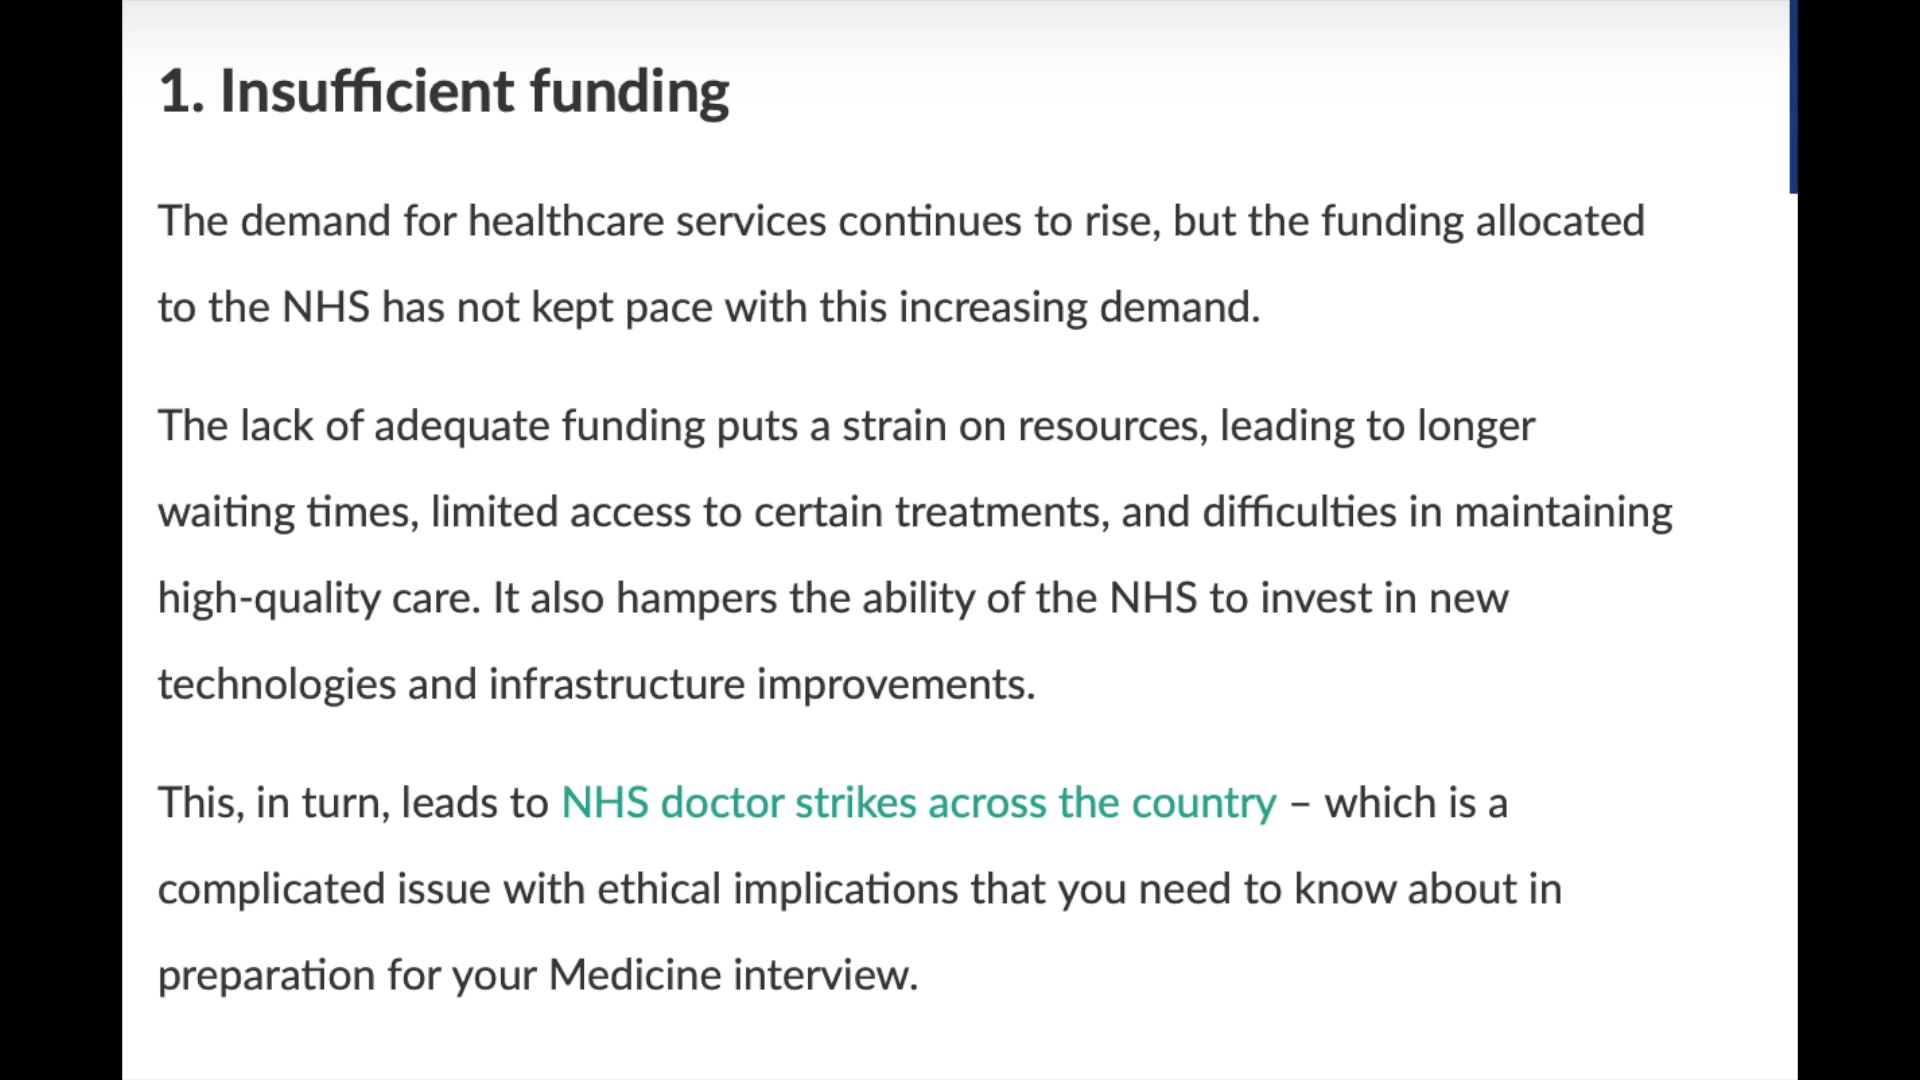 1. Insufficient funding
The demand for healthcare services continues to rise, but the funding allocated
to the NHS has not kept pace with this increasing demand.
The lack of adequate funding puts a strain on resources, leading to longer
waiting times, limited access to certain treatments, and difficulties in maintaining
high-quality care. It also hampers the ability of the NHS to invest in new
technologies and infrastructure improvements.
This, in turn, leads to NHS doctor strikes across the country – which is a
complicated issue with ethical implications that you need to know about in
preparation for your Medicine interview.